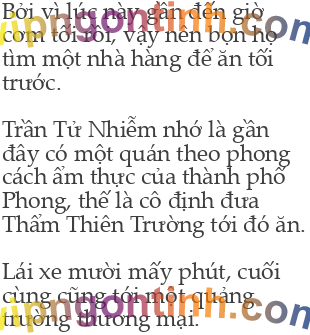 Bởi vì lúc này gần đến giờ
cơm tối rồi, vậy nên bọn họ
tìm một nhà hàng để ăn tối
trước.
Trần Tử Nhiễm nhớ là gần
đây có một quán theo phong
cách ẩm thực của thành phố
Phong, thế là cô định đưa
Thẩm Thiên Trường tới đó ăn.
Lái xe mười mấy phút, cuối
cùng cũng tới một quảng
trường thương mại.